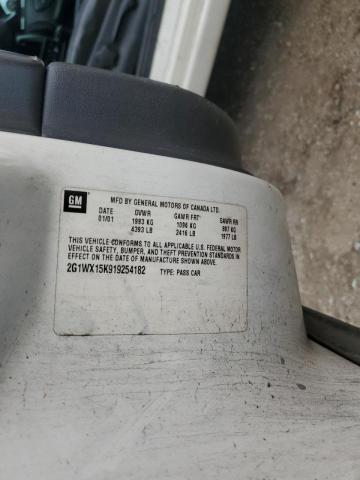 GM
MFD BY GENERAL MOTORS OF CANADA LTD.
DATE GVWR GAWR FRT GAWR RR
01/01 1993 KG 1096 KG 897 KG
4393 LB 2416 LB 1977 LB
THIS VEHICLE CONFORMS TO ALL APPLICABLE U.S. FEDERAL MOTOR
VEHICLE SAFETY, BUMPER, AND THEFT PREVENTION STANDARDS IN
EFFECT ON THE DATE OF MANUFACTURE SHOWN ABOVE.
2G1WX15K919254182 TYPE: PASS CAR